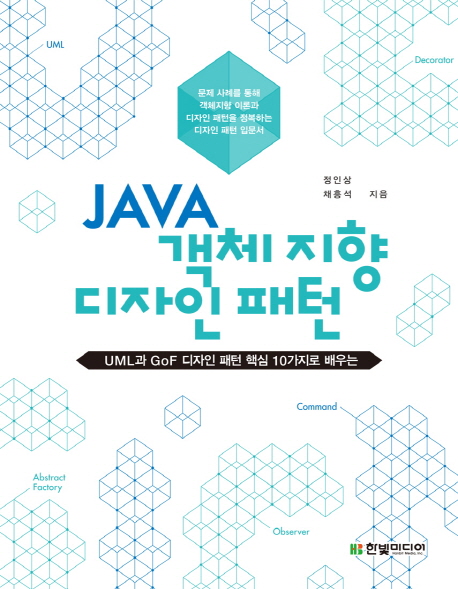 UML
Decorator
문제 사례를 통해
객체지향 이론과
디자인 패턴을 정복하는
디자인 패턴 입문서
정인상
채흥석 지음
JAVA
객체 지향
디자인 패턴
UML과 GoF 디자인 패턴 핵심 10가지로 배우는
Command
Abstract
Factory
Observer
HB 한빛미디어
Hanbit Media, Inc.